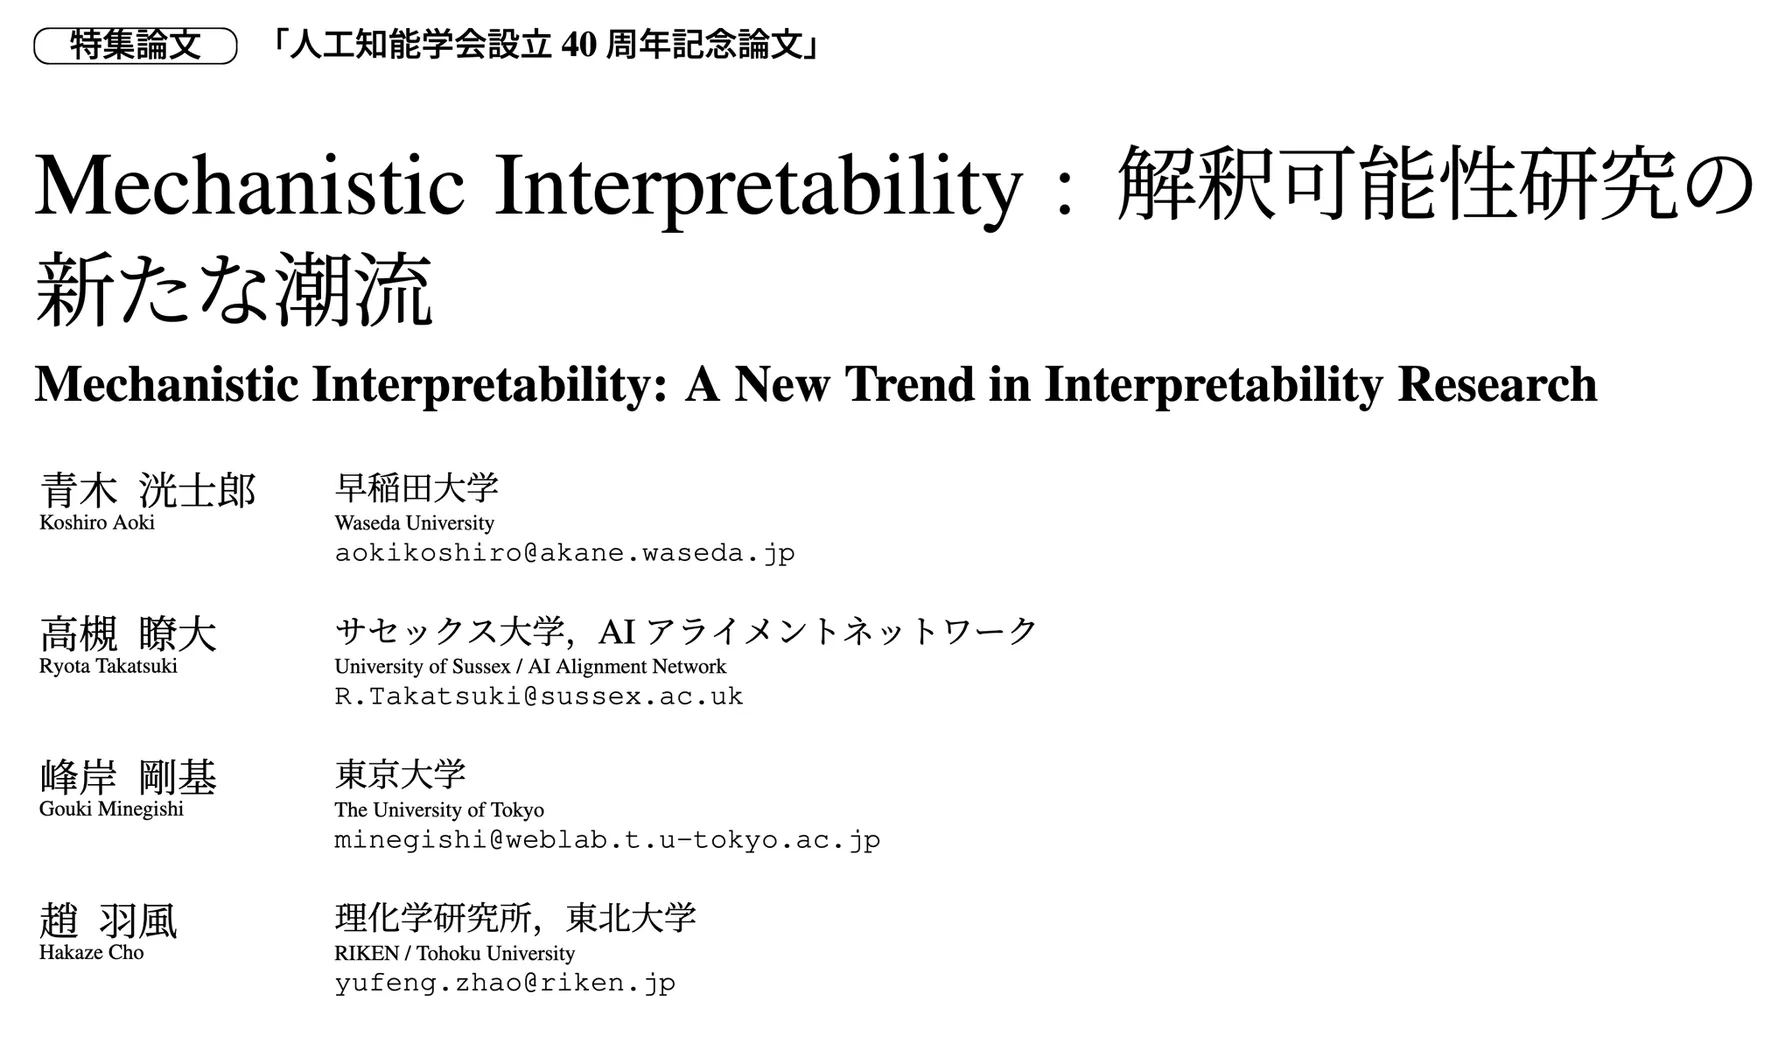 特集論文 「人工知能学会設立 40 周年記念論文」
Mechanistic Interpretability : 解釈可能性研究の
新たな潮流
Mechanistic Interpretability: A New Trend in Interpretability Research
青木 洸士郎 早稲田大学
Koshiro Aoki Waseda University
aokikoshiro@akane.waseda.jp
高槻 瞭大 サセックス大学，AI アライメントネットワーク
Ryota Takatsuki University of Sussex / AI Alignment Network
R.Takatsuki@sussex.ac.uk
峰岸 剛基 東京大学
Gouki Minegishi The University of Tokyo
minegishi@weblab.t.u-tokyo.ac.jp
趙 羽風 理化学研究所，東北大学
Hakaze Cho RIKEN / Tohoku University
yufeng.zhao@riken.jp